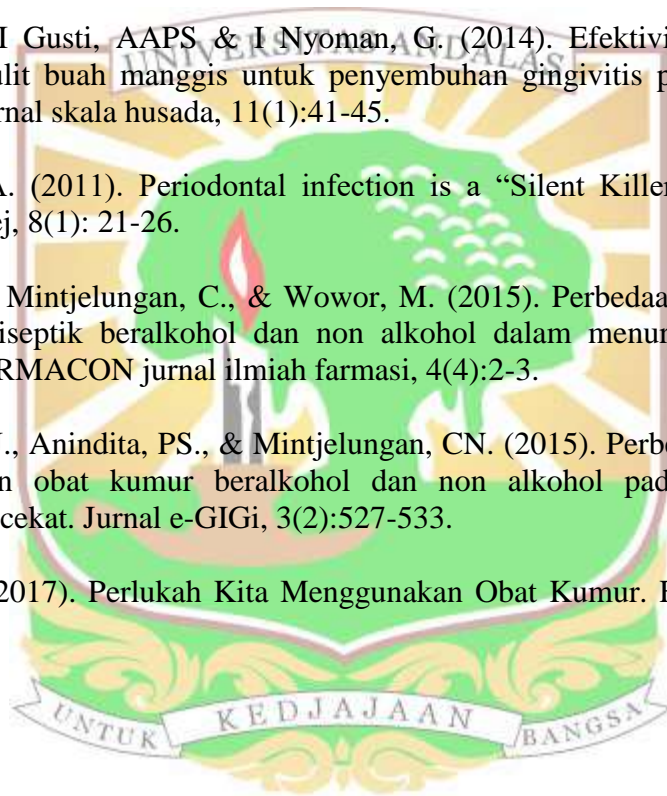 I Gusti, AAPS & I Nyoman, G. (2014). Efektivi
UNIVERSITAS ANDALAS
ulit buah manggis untuk penyembuhan gingivitis p
rnal skala husada, 11(1):41-45.
A. (2011). Periodontal infection is a “Silent Killer
ej, 8(1): 21-26.
Mintjelungan, C., & Wowor, M. (2015). Perbedaa
iseptik beralkohol dan non alkohol dalam menur
RMACON jurnal ilmiah farmasi, 4(4):2-3.
J., Anindita, PS., & Mintjelungan, CN. (2015). Perbe
n obat kumur beralkohol dan non alkohol pad
cekat. Jurnal e-GIGi, 3(2):527-533.
2017). Perlukah Kita Menggunakan Obat Kumur.
UNTUK KEDJAJAAN BANGSA